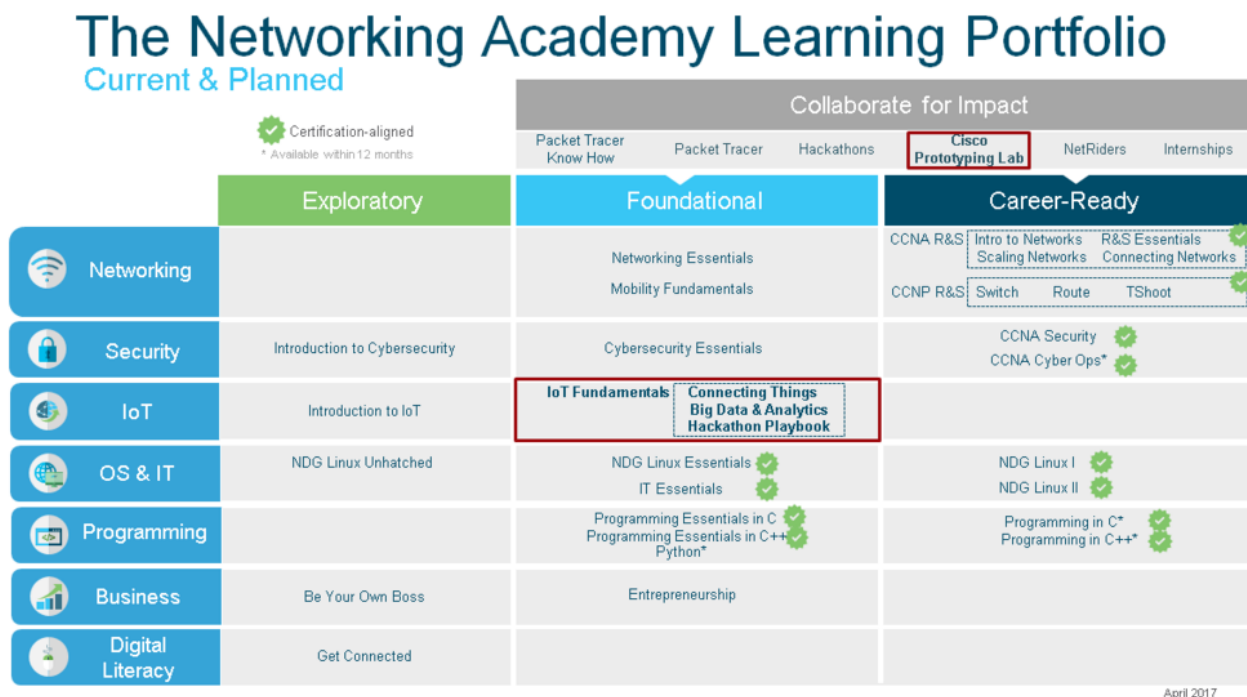 The Networking Academy Learning Portfolio
Current & Planned
Certification-aligned
* Available within 12 months
Collaborate for Impact
Packet Tracer
Know How
Packet Tracer
Hackathons
Cisco
Prototyping Lab
NetRiders
Internships
Exploratory
Foundational
Career-Ready
Networking
Networking Essentials
Mobility Fundamentals
CCNA R&S
Intro to Networks R&S Essentials
Scaling Networks Connecting Networks
CCNP R&S
Switch Route TShoot
Security
Introduction to Cybersecurity
Cybersecurity Essentials
CCNA Security
CCNA Cyber Ops*
IoT
Introduction to IoT
IoT Fundamentals
Connecting Things
Big Data & Analytics
Hackathon Playbook
OS & IT
NDG Linux Unhatched
NDG Linux Essentials
IT Essentials
NDG Linux I
NDG Linux II
Programming
Programming Essentials in C
Programming Essentials in C++
Python*
Programming in C*
Programming in C++*
Business
Be Your Own Boss
Entrepreneurship
Digital
Literacy
Get Connected
April 2017